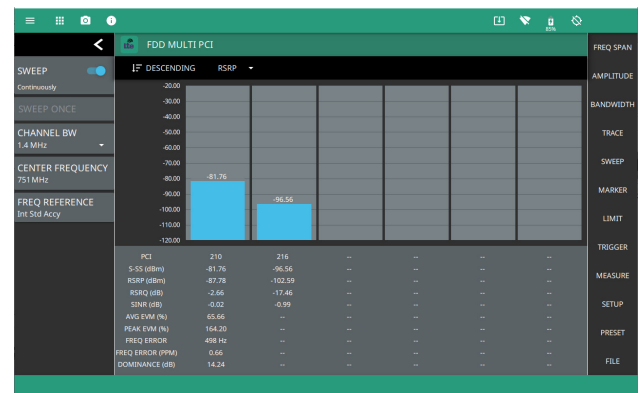 85%
FDD MULTI PCI
FREQ SPAN
SWEEP
Continuously
DESCENDING RSRP
AMPLITUDE
SWEEP ONCE
BANDWIDTH
CHANNEL BW
1.4 MHz
TRACE
CENTER FREQUENCY
751 MHz
SWEEP
FREQ REFERENCE
Int Std Accy
MARKER
LIMIT
TRIGGER
MEASURE
SETUP
PRESET
FILE
-20.00
-30.00
-40.00
-50.00
-60.00
-70.00
-80.00
-90.00
-100.00
-110.00
-120.00
-81.76
-96.56
PCI 210 216 -- -- -- --
S-SS (dBm) -81.76 -96.56 -- -- -- --
RSRP (dBm) -87.78 -102.59 -- -- -- --
RSRQ (dB) -2.66 -17.46 -- -- -- --
SINR (dB) -0.02 -0.99 -- -- -- --
AVG EVM (%) 65.66 -- -- -- -- --
PEAK EVM (%) 164.20 -- -- -- -- --
FREQ ERROR 498 Hz -- -- -- -- --
FREQ ERROR (PPM) 0.66 -- -- -- -- --
DOMINANCE (dB) 14.24 -- -- -- -- --